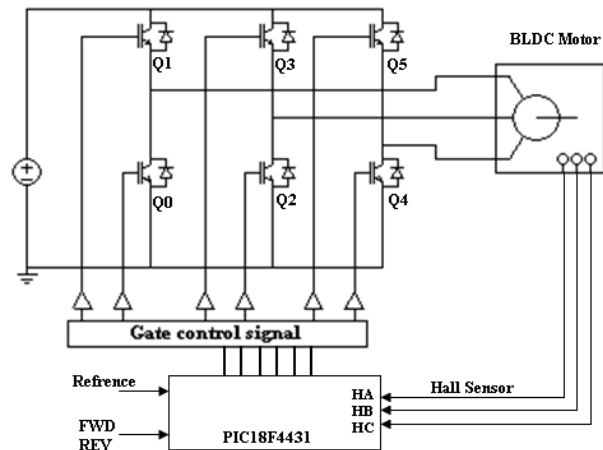 BLDC Motor
Q1
Q3
Q5
Q0
Q2
Q4
Gate control signal
Refrence
HA
Hall Sensor
HB
FWD
HC
REV
PIC18F4431